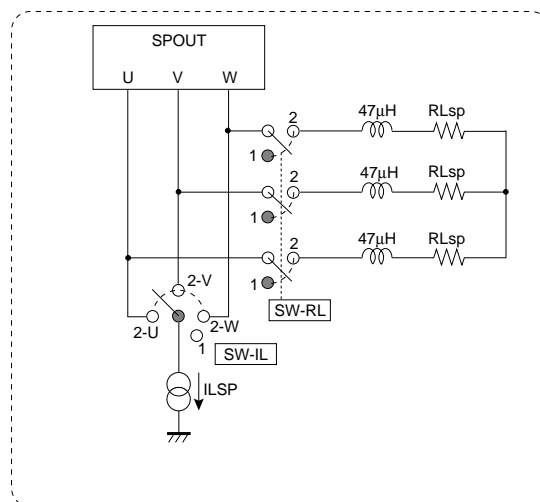 SPOUT
U V W
2 47μH RLsp
1
2 47μH RLsp
1
2 47μH RLsp
1
2-V
2-U 2-W
SW-RL
1 SW-IL
ILSP